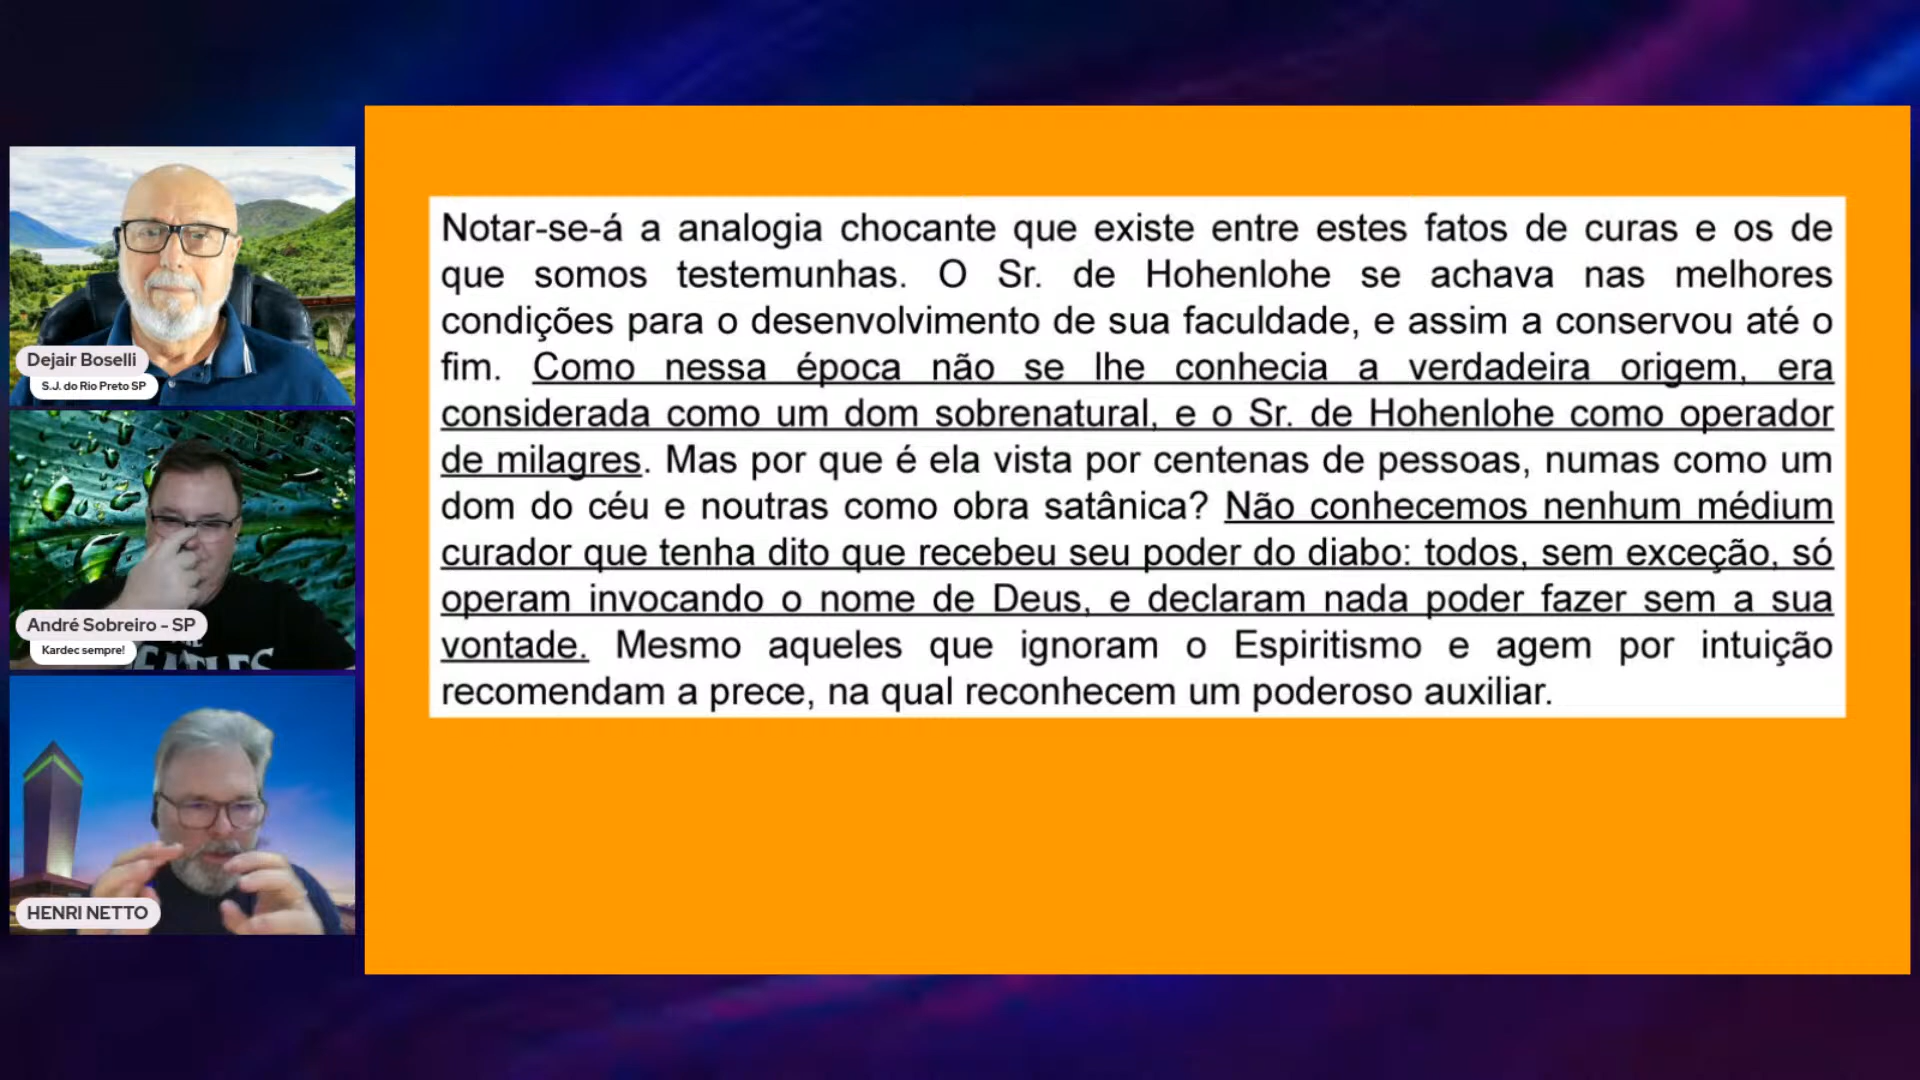 Notar-se-á a analogia chocante que existe entre estes fatos de curas e os de
que somos testemunhas. O Sr. de Hohenlohe se achava nas melhores
condições para o desenvolvimento de sua faculdade, e assim a conservou até o
fim. Como nessa época não se lhe conhecia a verdadeira origem, era
considerada como um dom sobrenatural, e o Sr. de Hohenlohe como operador
de milagres. Mas por que é ela vista por centenas de pessoas, numas como um
dom do céu e noutras como obra satânica? Não conhecemos nenhum médium
curador que tenha dito que recebeu seu poder do diabo: todos, sem exceção, só
operam invocando o nome de Deus, e declaram nada poder fazer sem a sua
vontade. Mesmo aqueles que ignoram o Espiritismo e agem por intuição
recomendam a prece, na qual reconhecem um poderoso auxiliar.
Dejair Boselli
S.J. do Rio Preto SP
André Sobreiro - SP
Kardec sempre!
HENRI NETTO